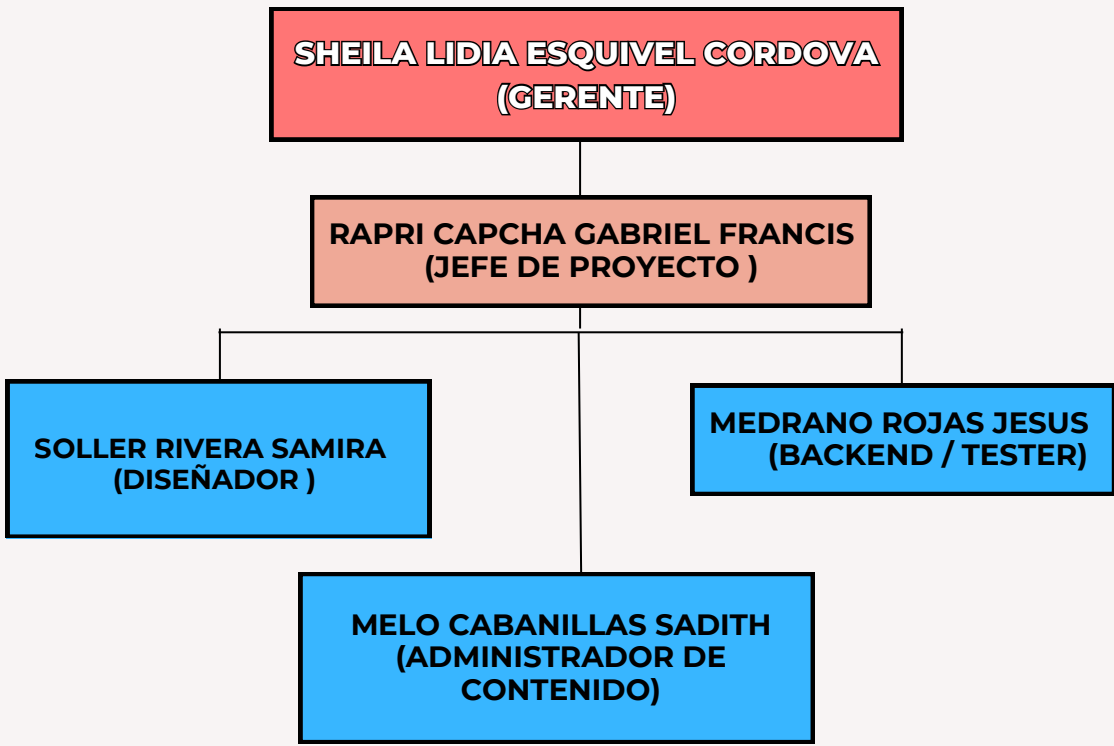 SHEILA LIDIA ESQUIVEL CORDOVA
(GERENTE)
RAPRI CAPCHA GABRIEL FRANCIS
(JEFE DE PROYECTO )
SOLLER RIVERA SAMIRA
(DISEÑADOR )
MEDRANO ROJAS JESUS
(BACKEND / TESTER)
MELO CABANILLAS SADITH
(ADMINISTRADOR DE
CONTENIDO)